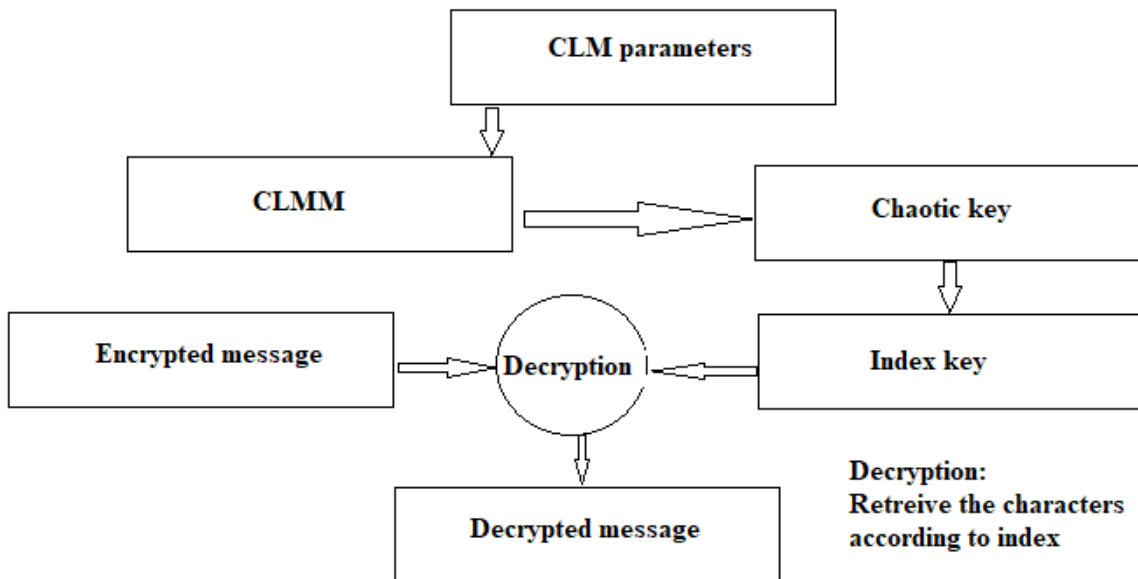 CLM parameters
CLMM
Chaotic key
Encrypted message
Decryption
Index key
Decrypted message
Decryption:
Retreive the characters
according to index